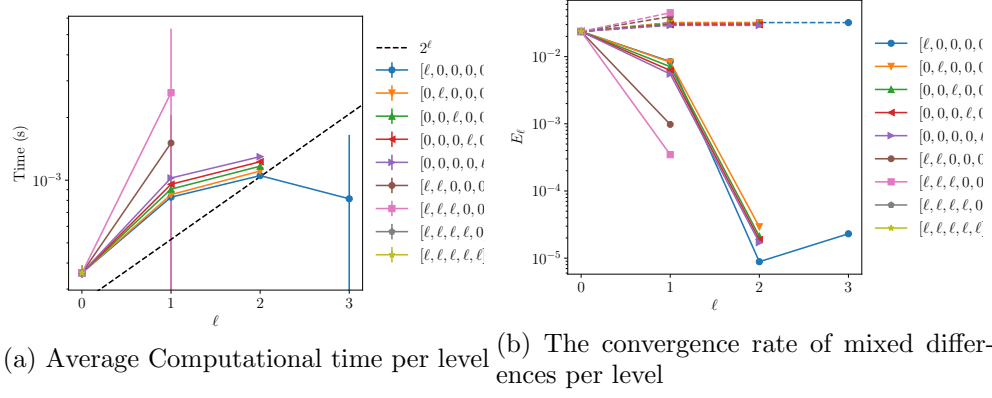 Time (s)
10⁻³
0
1
2
3
ℓ
2^ℓ
[ℓ, 0, 0, 0, 0
[0, ℓ, 0, 0, 0
[0, 0, ℓ, 0, 0
[0, 0, 0, ℓ, 0
[0, 0, 0, 0, ℓ
[ℓ, ℓ, 0, 0, 0
[ℓ, ℓ, ℓ, 0, 0
[ℓ, ℓ, ℓ, ℓ, 0
[ℓ, ℓ, ℓ, ℓ, ℓ]
(a) Average Computational time per level
E_ℓ
10⁻²
10⁻³
10⁻⁴
10⁻⁵
0
1
2
3
ℓ
[ℓ, 0, 0, 0, 0
[0, ℓ, 0, 0, 0
[0, 0, ℓ, 0, 0
[0, 0, 0, ℓ, 0
[0, 0, 0, 0, ℓ
[ℓ, ℓ, 0, 0, 0
[ℓ, ℓ, ℓ, 0, 0
[ℓ, ℓ, ℓ, ℓ, 0
[ℓ, ℓ, ℓ, ℓ, ℓ]
(b) The convergence rate of mixed differ-
ences per level